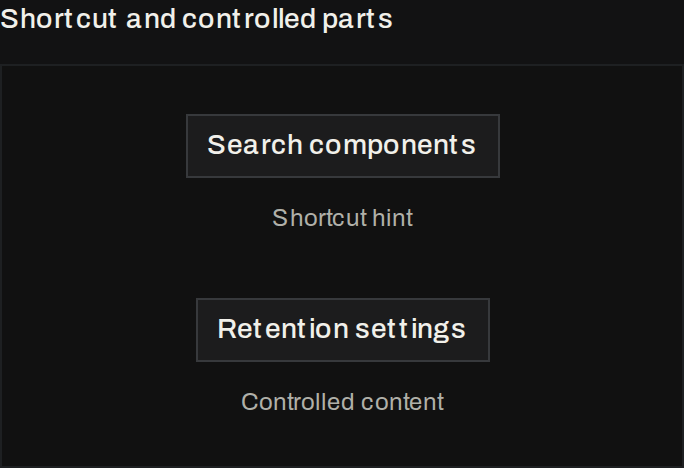 Shortcut and controlled parts
Search components
Shortcut hint
Retention settings
Controlled content